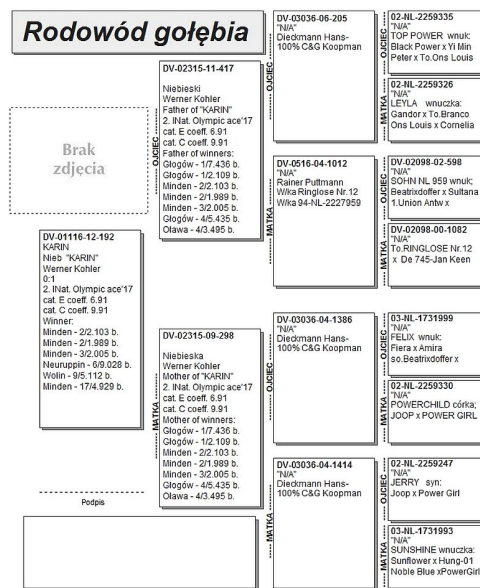 Rodowód gołębia
Brak
zdjęcia
DV-01116-12-192
KARIN
Nieb "KARIN"
Werner Kohler
0:1
2. INat. Olympic ace'17
cat. E coeff. 6.91
cat. C coeff. 9.91
Winner:
Minden - 2/2.103 b.
Minden - 2/1.989 b.
Minden - 3/2.005 b.
Neuruppin - 6/9.028 b.
Wolin - 9/5.112 b.
Minden - 17/4.929 b.
Podpis
OJCIEC
DV-02315-11-417
Niebieski
Werner Kohler
Father of "KARIN"
2. INat. Olympic ace'17
cat. E coeff. 6.91
cat. C coeff. 9.91
Father of winners:
Głogów - 1/7.436 b.
Głogów - 1/2.109 b.
Minden - 2/2.103 b.
Minden - 2/1.989 b.
Minden - 3/2.005 b.
Głogów - 4/5.435 b.
Oława - 4/3.495 b.
MATKA
DV-02315-09-298
Niebieska
Werner Kohler
Mother of "KARIN"
2. INat. Olympic ace'17
cat. E coeff. 6.91
cat. C coeff. 9.91
Mother of winners:
Głogów - 1/7.436 b.
Głogów - 1/2.109 b.
Minden - 2/2.103 b.
Minden - 2/1.989 b.
Minden - 3/2.005 b.
Głogów - 4/5.435 b.
Oława - 4/3.495 b.
OJCIEC
DV-03036-06-205
"N/A"
Dieckmann Hans-
100% C&G Koopman
MATKA
DV-0516-04-1012
"N/A"
Rainer Puttmann
W/ka Ringlose Nr.12
W/ka 94-NL-2227959
OJCIEC
DV-03036-04-1386
"N/A"
Dieckmann Hans-
100% C&G Koopman
MATKA
DV-03036-04-1414
"N/A"
Dieckmann Hans-
100% C&G Koopman
OJCIEC
02-NL-2259335
"N/A"
TOP POWER wnuk:
Black Power x Yi Min
Peter x To.Ons Louis
MATKA
02-NL-2259326
"N/A"
LEYLA wnuczka:
Gandor x To.Branco
Ons Louis x Cornelia
OJCIEC
DV-02098-02-598
"N/A"
SOHN NL 959 wnuk;
Beatrixdoffer x Sultana
1.Union Antw x
MATKA
DV-02098-00-1082
"N/A"
To.RINGLOSE Nr.12
x De 745-Jan Keen
OJCIEC
03-NL-1731999
"N/A"
FELIX wnuk:
Fiera x Amira
so.Beatrixdoffer x
MATKA
02-NL-2259330
"N/A"
POWERCHILD córka;
JOOP x POWER GIRL
OJCIEC
02-NL-2259247
"N/A"
JERRY syn:
Joop x Power Girl
MATKA
03-NL-1731993
"N/A"
SUNSHINE wnuczka:
Sunflower x Hung-01
Noble Blue xPowerGirl